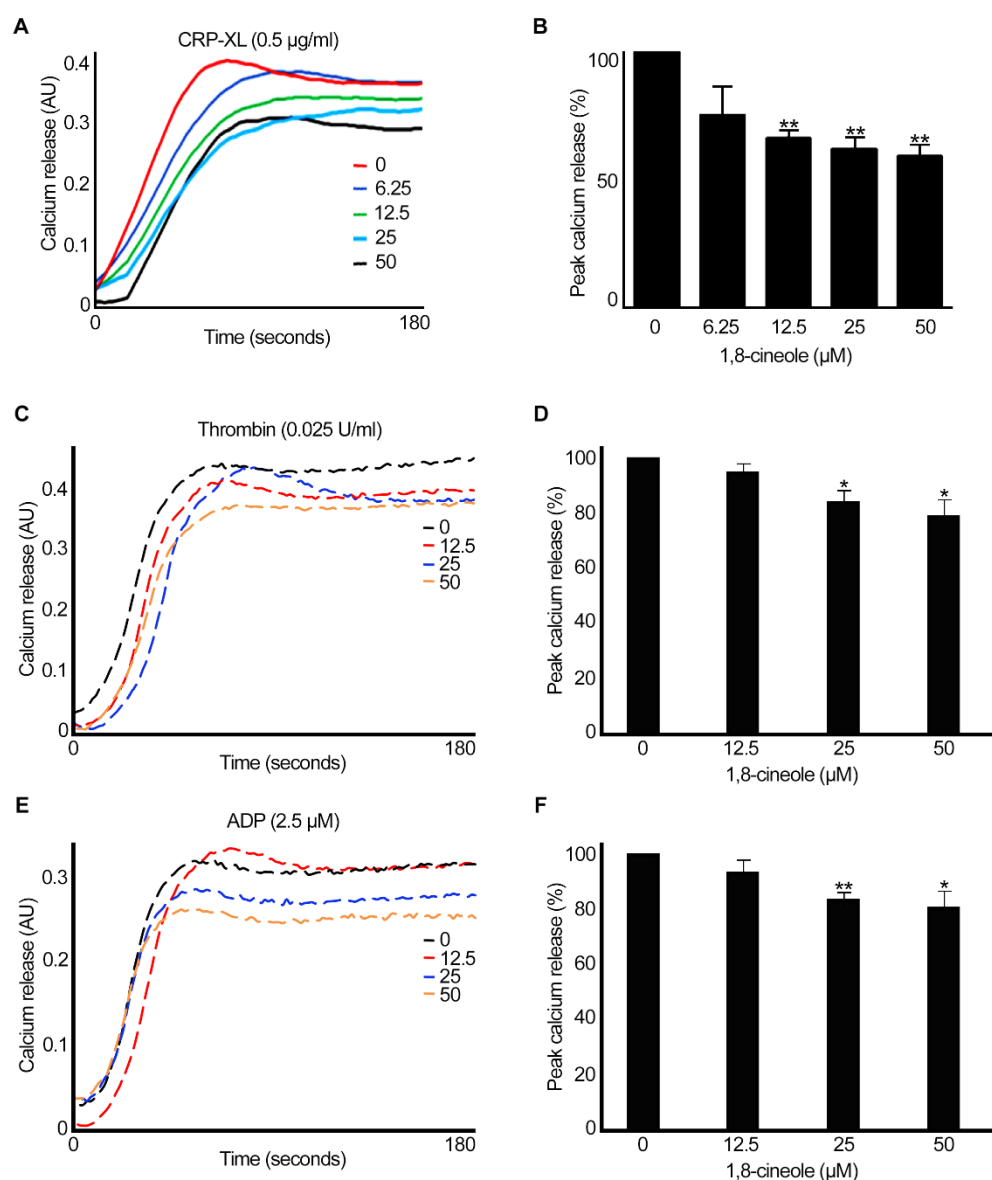 A
CRP-XL (0.5 µg/ml)
Calcium release (AU)
0.4
0.3
0.2
0.1
0
0
6.25
12.5
25
50
0 180
Time (seconds)
B
Peak calcium release (%)
100
50
0
** ** **
0 6.25 12.5 25 50
1,8-cineole (µM)
C
Thrombin (0.025 U/ml)
Calcium release (AU)
0.4
0.3
0.2
0.1
0
0
12.5
25
50
0 180
Time (seconds)
D
Peak calcium release (%)
100
80
60
40
20
0
* *
0 12.5 25 50
1,8-cineole (µM)
E
ADP (2.5 µM)
Calcium release (AU)
0.3
0.2
0.1
0
0
12.5
25
50
0 180
Time (seconds)
F
Peak calcium release (%)
100
80
60
40
20
0
** *
0 12.5 25 50
1,8-cineole (µM)